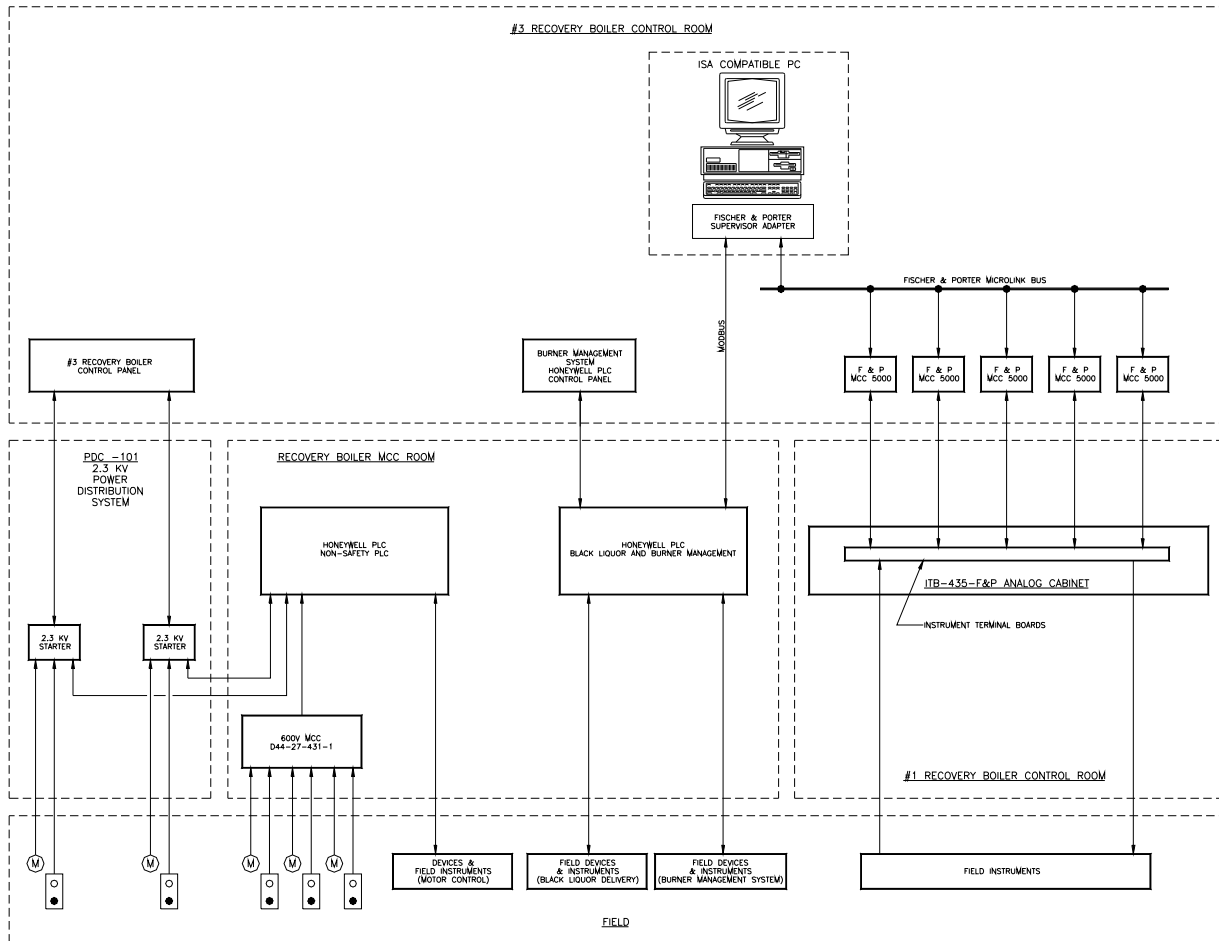 #3 RECOVERY BOILER CONTROL ROOM
ISA COMPATIBLE PC
FISCHER & PORTER
SUPERVISOR ADAPTER
FISCHER & PORTER MICROLINK BUS
MODBUS
#3 RECOVERY BOILER
CONTROL PANEL
BURNER MANAGEMENT
SYSTEM
HONEYWELL PLC
CONTROL PANEL
F & P
MCC 5000
F & P
MCC 5000
F & P
MCC 5000
F & P
MCC 5000
F & P
MCC 5000
PDC -101
2.3 KV
POWER
DISTRIBUTION
SYSTEM
RECOVERY BOILER MCC ROOM
HONEYWELL PLC
NON-SAFETY PLC
HONEYWELL PLC
BLACK LIQUOR AND BURNER MANAGEMENT
ITB-435-F&P ANALOG CABINET
INSTRUMENT TERMINAL BOARDS
2.3 KV
STARTER
2.3 KV
STARTER
600V MCC
D44-27-431-1
#1 RECOVERY BOILER CONTROL ROOM
M
M
M
M
M
DEVICES &
FIELD INSTRUMENTS
(MOTOR CONTROL)
FIELD DEVICES
& INSTRUMENTS
(BLACK LIQUOR DELIVERY)
FIELD DEVICES
& INSTRUMENTS
(BURNER MANAGEMENT SYSTEM)
FIELD INSTRUMENTS
FIELD